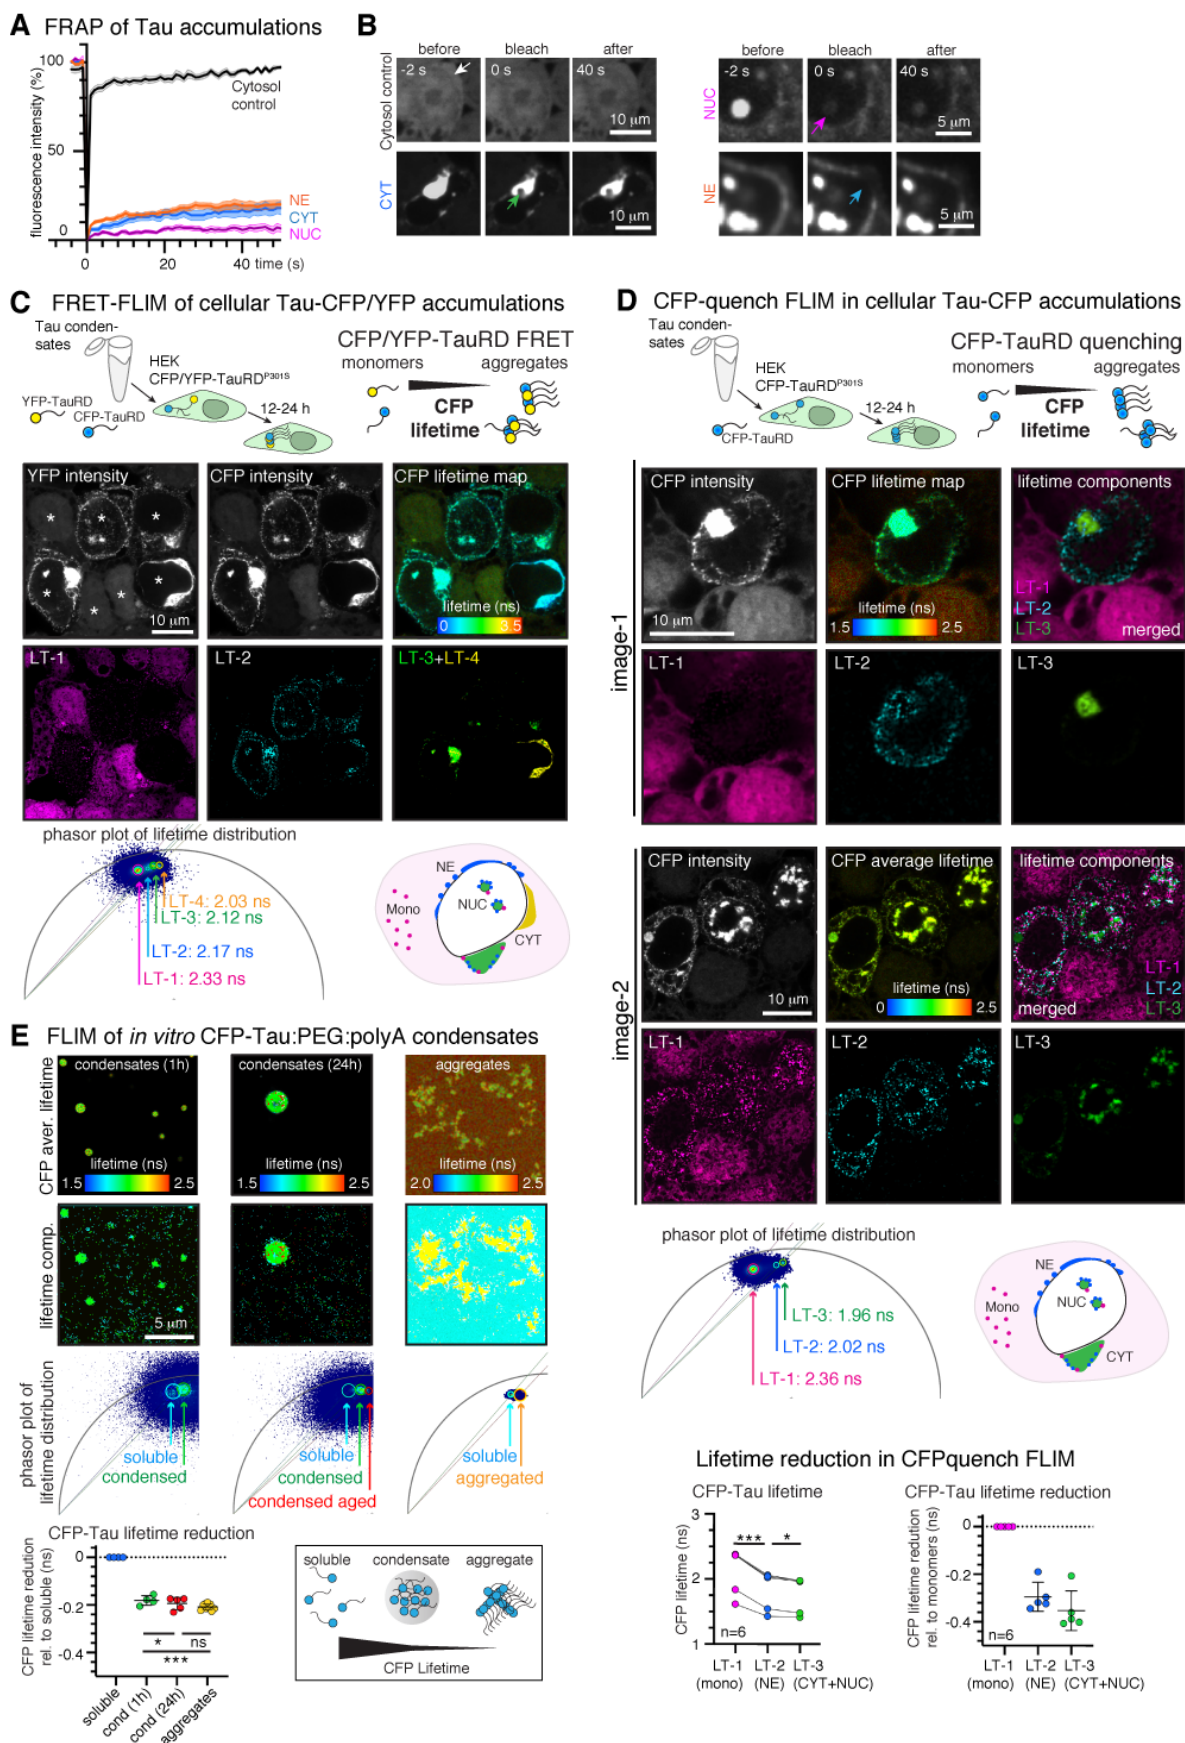 A FRAP of Tau accumulations
fluorescence intensity (%)
100
50
0
Cytosol
control
NE
CYT
NUC
0 20 40 time (s)
B
before bleach after
Cytosol control
-2 s 0 s 40 s
10 µm
CYT
10 µm
before bleach after
NUC
-2 s 0 s 40 s
5 µm
NE
5 µm
C FRET-FLIM of cellular Tau-CFP/YFP accumulations
Tau conden-
sates
HEK
CFP/YFP-TauRDP301S
YFP-TauRD
CFP-TauRD
12-24 h
CFP/YFP-TauRD FRET
monomers aggregates
CFP
lifetime
YFP intensity CFP intensity CFP lifetime map
* * * * * * *
10 µm
lifetime (ns)
0 3.5
LT-1 LT-2 LT-3+LT-4
phasor plot of lifetime distribution
LT-4: 2.03 ns
LT-3: 2.12 ns
LT-2: 2.17 ns
LT-1: 2.33 ns
NE
Mono
NUC
CYT
D CFP-quench FLIM in cellular Tau-CFP accumulations
Tau conden-
sates
HEK
CFP-TauRDP301S
12-24 h
CFP-TauRD
CFP-TauRD quenching
monomers aggregates
CFP
lifetime
image-1
CFP intensity CFP lifetime map lifetime components
10 µm
lifetime (ns)
1.5 2.5
LT-1
LT-2
LT-3
merged
LT-1 LT-2 LT-3
image-2
CFP intensity CFP average lifetime lifetime components
10 µm
lifetime (ns)
0 2.5
LT-1
LT-2
LT-3
merged
LT-1 LT-2 LT-3
phasor plot of lifetime distribution
LT-3: 1.96 ns
LT-2: 2.02 ns
LT-1: 2.36 ns
NE
Mono
NUC
CYT
Lifetime reduction in CFPquench FLIM
CFP-Tau lifetime
CFP lifetime (ns)
3
2
1
*** *
n=6
LT-1 LT-2 LT-3
(mono) (NE) (CYT+NUC)
CFP-Tau lifetime reduction
CFP lifetime reduction
rel. to monomers (ns)
0
-0.2
-0.4
n=6
LT-1 LT-2 LT-3
(mono) (NE) (CYT+NUC)
E FLIM of in vitro CFP-Tau:PEG:polyA condensates
CFP aver. lifetime
condensates (1h) condensates (24h) aggregates
lifetime (ns) lifetime (ns) lifetime (ns)
1.5 2.5 1.5 2.5 2.0 2.5
lifetime comp.
5 µm
phasor plot of
lifetime distribution
soluble
condensed
soluble
condensed
condensed aged
soluble
aggregated
CFP-Tau lifetime reduction
CFP lifetime redution
rel. to soluble (ns)
0
-0.2
-0.4
* ns
***
soluble
cond (1h)
cond (24h)
aggregates
soluble condensate aggregate
CFP Lifetime